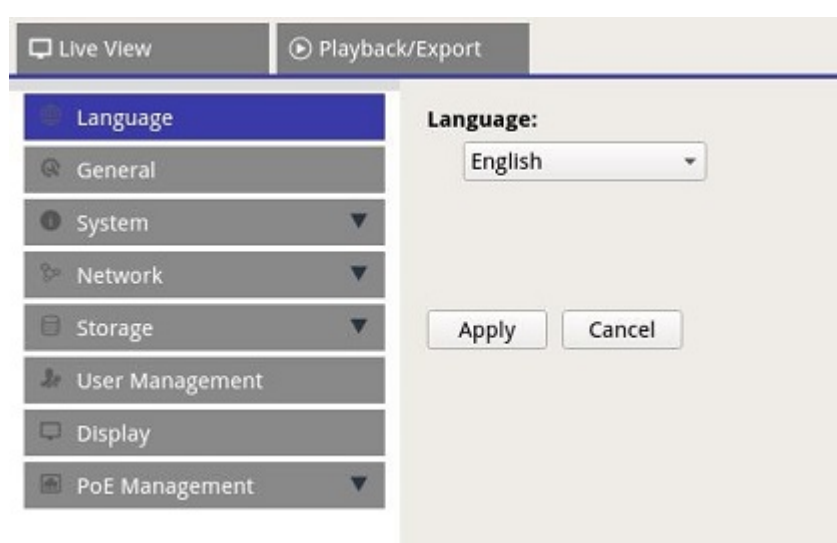 Live View
Playback/Export
Language
General
System
Network
Storage
User Management
Display
PoE Management
Language:
English
Apply
Cancel